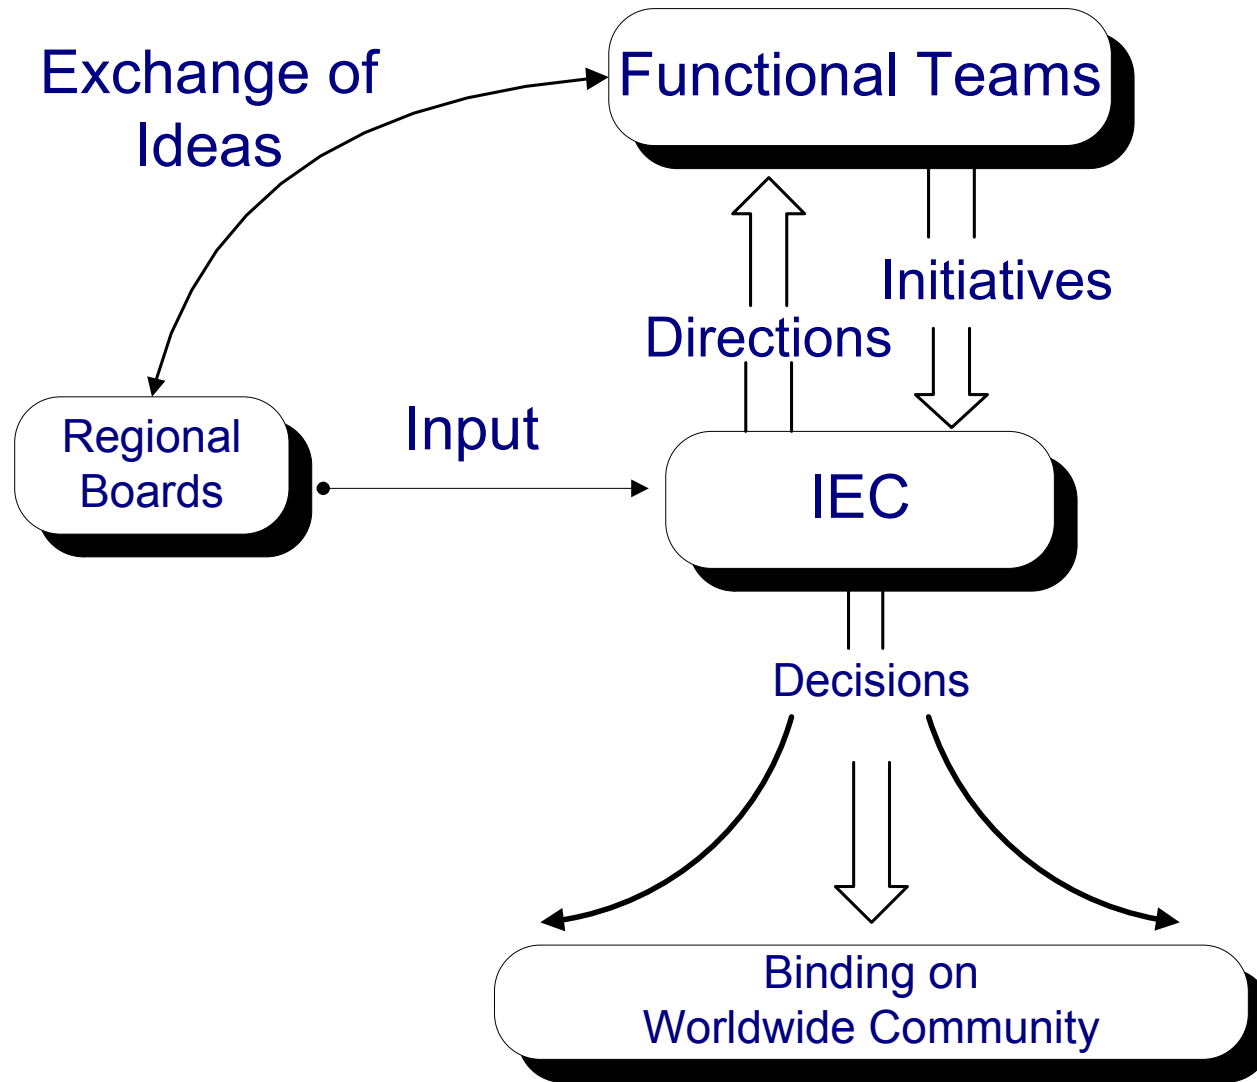 Exchange of
Ideas
Functional Teams
Initiatives
Directions
Regional
Boards
Input
IEC
Decisions
Binding on
Worldwide Community